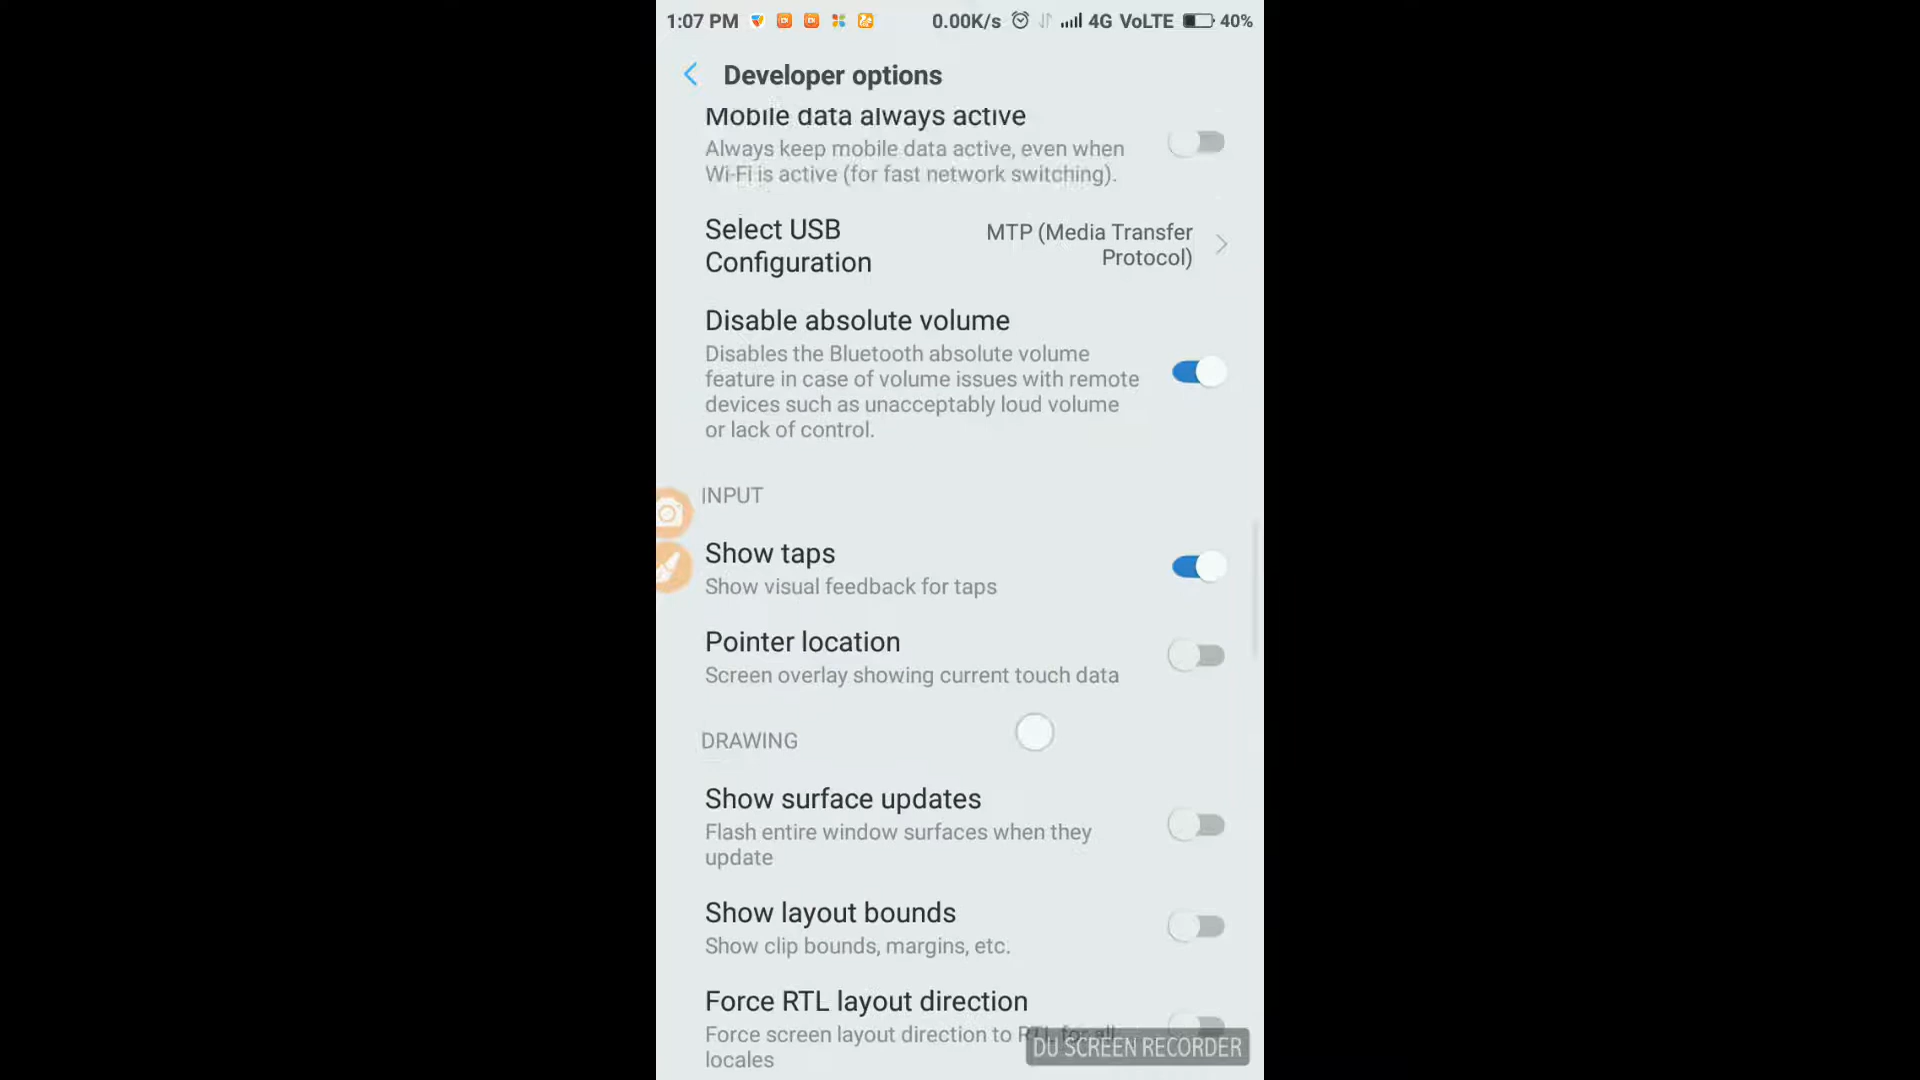 1:07 PM 0.00K/s 4G VoLTE 40%
Developer options
Mobile data always active
Always keep mobile data active, even when
Wi-Fi is active (for fast network switching).
Select USB
Configuration
MTP (Media Transfer
Protocol)
Disable absolute volume
Disables the Bluetooth absolute volume
feature in case of volume issues with remote
devices such as unacceptably loud volume
or lack of control.
INPUT
Show taps
Show visual feedback for taps
Pointer location
Screen overlay showing current touch data
DRAWING
Show surface updates
Flash entire window surfaces when they
update
Show layout bounds
Show clip bounds, margins, etc.
Force RTL layout direction
Force screen layout direction to RTL for all
locales
DU SCREEN RECORDER